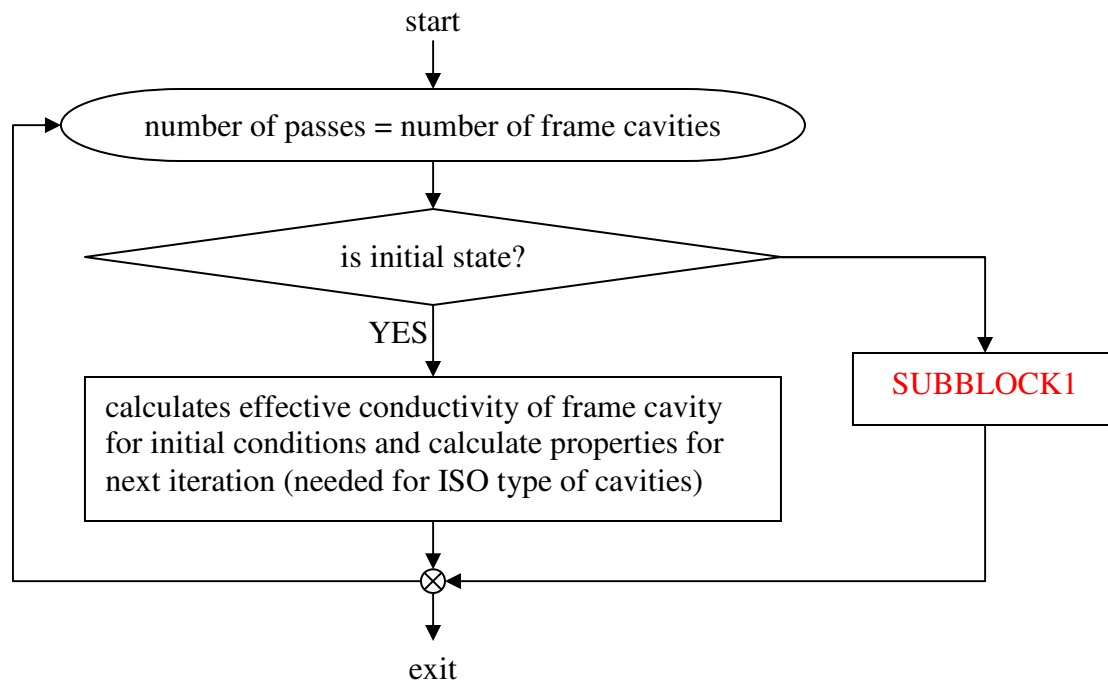 start
number of passes = number of frame cavities
is initial state?
YES
SUBBLOCK1
calculates effective conductivity of frame cavity
for initial conditions and calculate properties for
next iteration (needed for ISO type of cavities)
exit